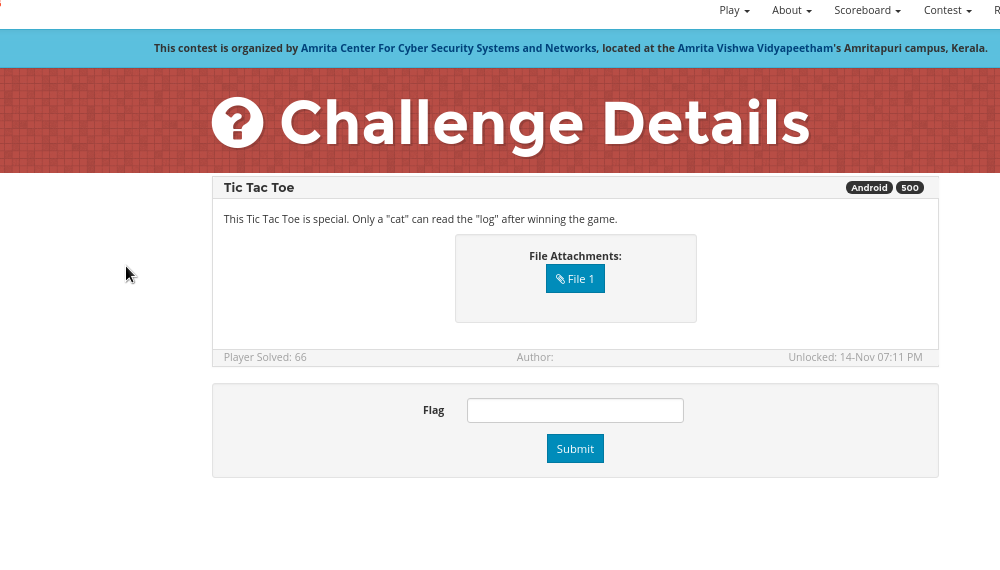 Play About Scoreboard Contest R
This contest is organized by Amrita Center For Cyber Security Systems and Networks, located at the Amrita Vishwa Vidyapeetham's Amritapuri campus, Kerala.
? Challenge Details
Tic Tac Toe Android 500
This Tic Tac Toe is special. Only a "cat" can read the "log" after winning the game.
File Attachments:
File 1
Player Solved: 66 Author: Unlocked: 14-Nov 07:11 PM
Flag
Submit